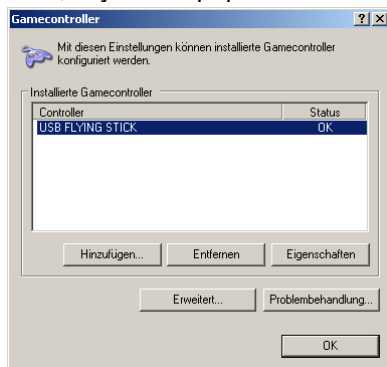 Gamecontroller
Mit diesen Einstellungen können installierte Gamecontroller
konfiguriert werden.
Installierte Gamecontroller
Controller Status
USB FLYING STICK OK
Hinzufügen... Entfernen Eigenschaften
Erweitert... Problembehandlung...
OK